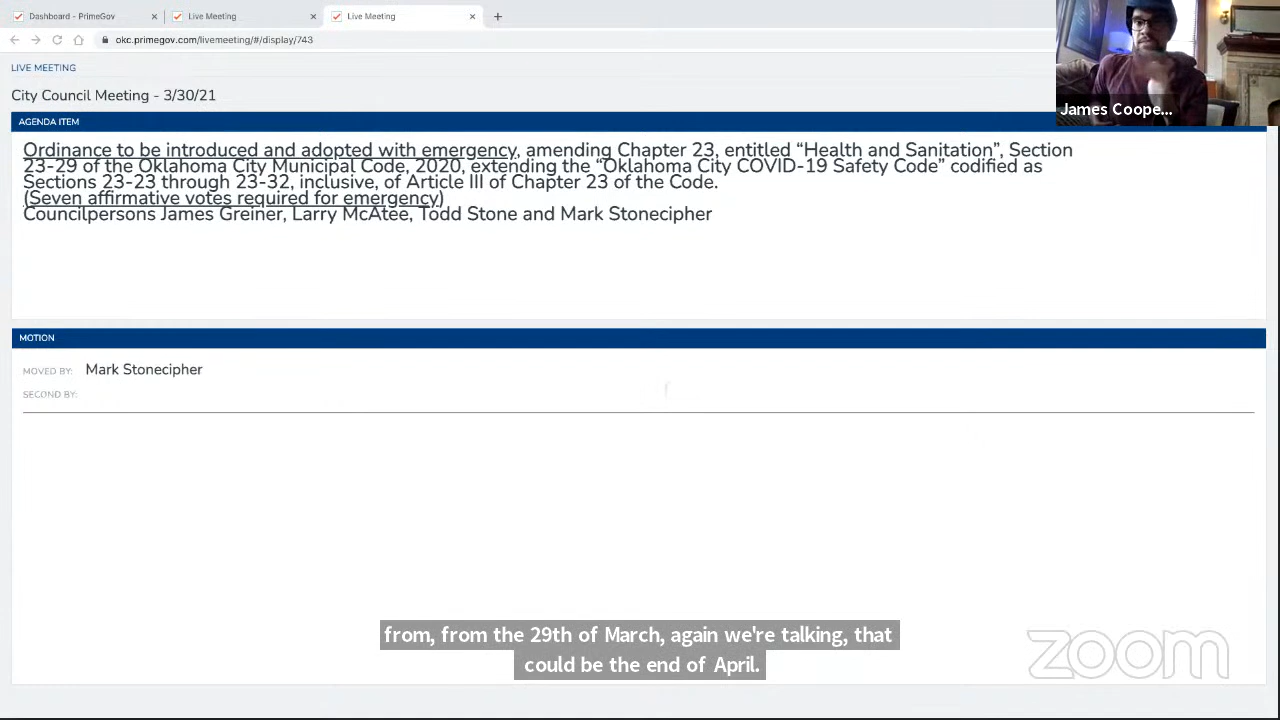 Dashboard - PrimeGov
Live Meeting
Live Meeting
okc.primegov.com/livemeeting/#/display/743
LIVE MEETING
City Council Meeting - 3/30/21
James Coope...
AGENDA ITEM
Ordinance to be introduced and adopted with emergency, amending Chapter 23, entitled “Health and Sanitation”, Section
23-29 of the Oklahoma City Municipal Code, 2020, extending the “Oklahoma City COVID-19 Safety Code” codified as
Sections 23-23 through 23-32, inclusive, of Article III of Chapter 23 of the Code.
(Seven affirmative votes required for emergency)
Councilpersons James Greiner, Larry McAtee, Todd Stone and Mark Stonecipher
MOTION
MOVED BY: Mark Stonecipher
SECOND BY:
from, from the 29th of March, again we're talking, that
could be the end of April.
zoom